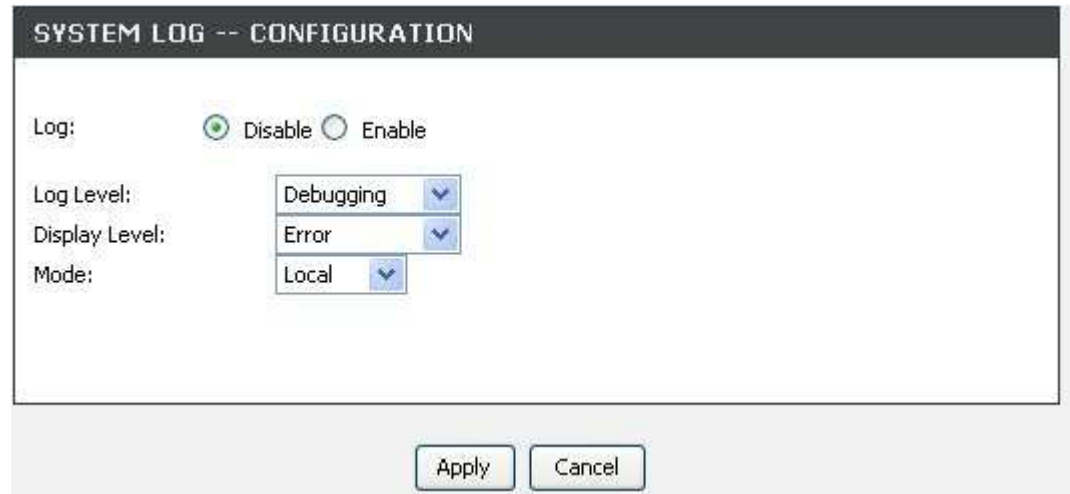 SYSTEM LOG -- CONFIGURATION
Log: Disable Enable
Log Level: Debugging
Display Level: Error
Mode: Local
Apply Cancel